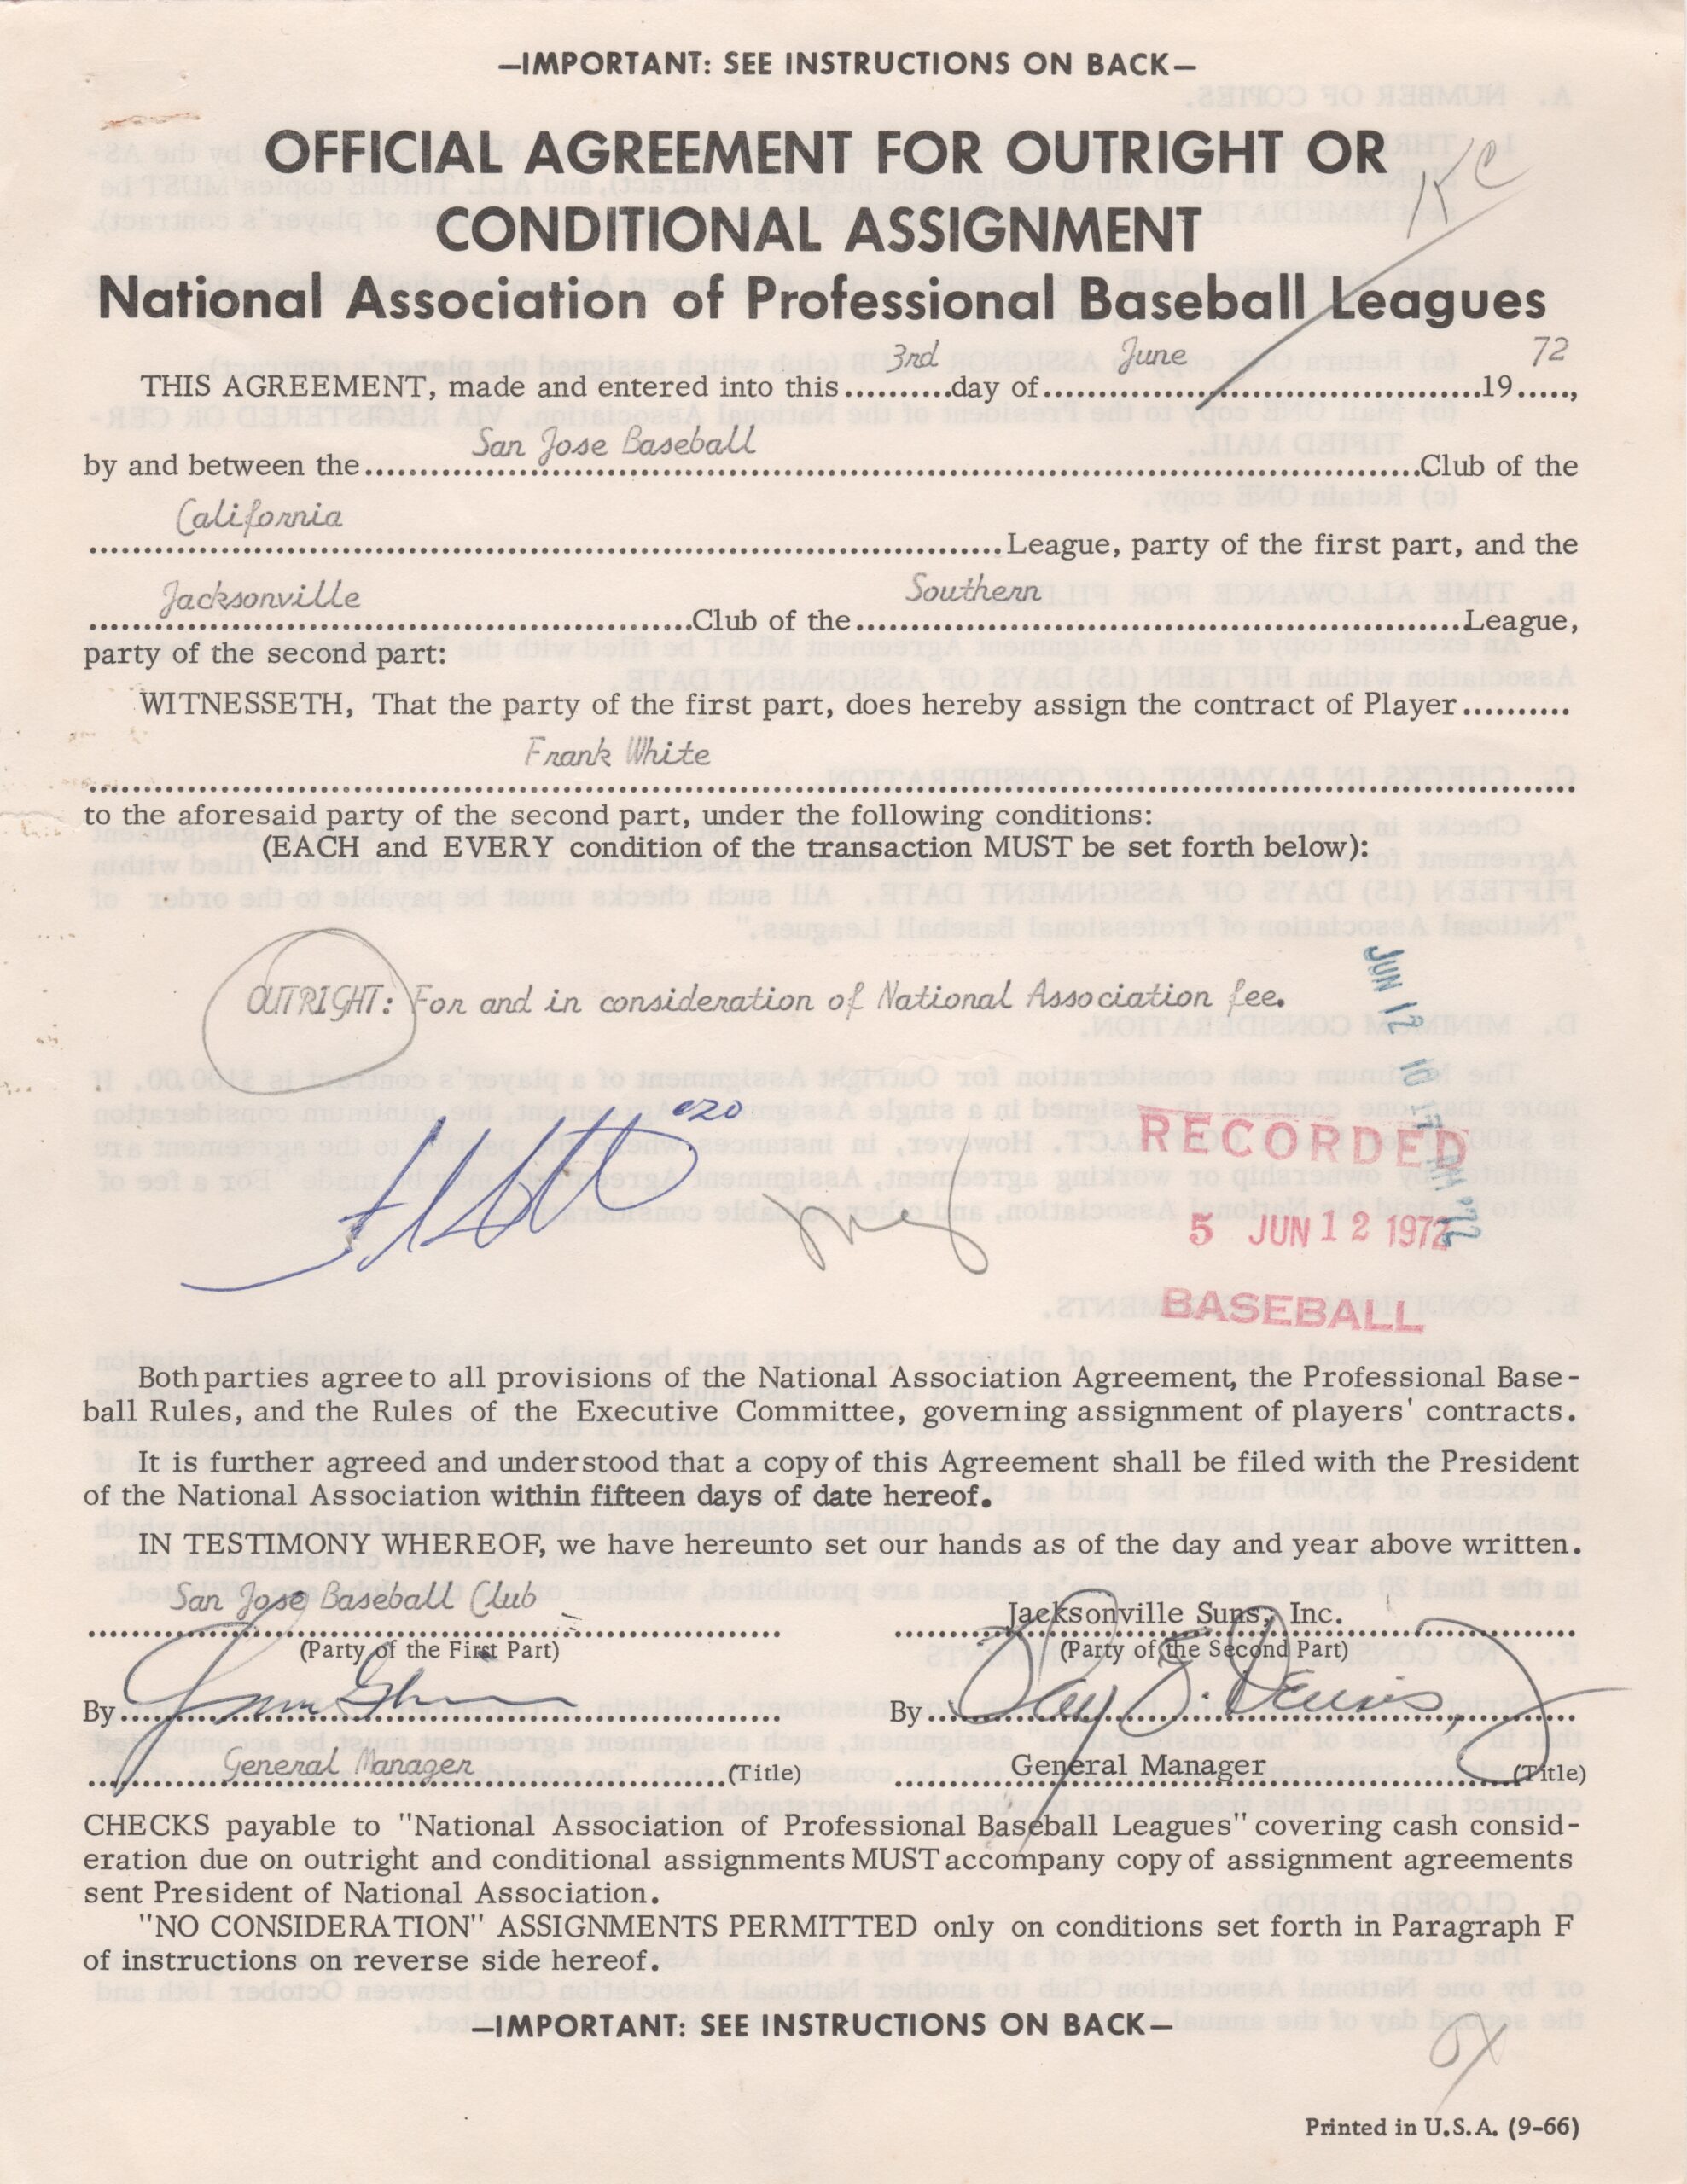 —IMPORTANT: SEE INSTRUCTIONS ON BACK—
OFFICIAL AGREEMENT FOR OUTRIGHT OR
CONDITIONAL ASSIGNMENT
KC
National Association of Professional Baseball Leagues
THIS AGREEMENT, made and entered into this 3rd day of June 1972,
by and between the San Jose Baseball Club of the
California League, party of the first part, and the
Jacksonville Club of the Southern League,
party of the second part:
WITNESSETH, That the party of the first part, does hereby assign the contract of Player
Frank White
to the aforesaid party of the second part, under the following conditions:
(EACH and EVERY condition of the transaction MUST be set forth below):
OUTRIGHT: For and in consideration of National Association fee.
JUN 12 10 17 AM '72
RECORDED
5 JUN 12 1972
BASEBALL
Both parties agree to all provisions of the National Association Agreement, the Professional Base-
ball Rules, and the Rules of the Executive Committee, governing assignment of players' contracts.
It is further agreed and understood that a copy of this Agreement shall be filed with the President
of the National Association within fifteen days of date hereof.
IN TESTIMONY WHEREOF, we have hereunto set our hands as of the day and year above written.
San Jose Baseball Club Jacksonville Suns, Inc.
(Party of the First Part) (Party of the Second Part)
By By
General Manager (Title) General Manager (Title)
CHECKS payable to "National Association of Professional Baseball Leagues" covering cash consid-
eration due on outright and conditional assignments MUST accompany copy of assignment agreements
sent President of National Association.
"NO CONSIDERATION" ASSIGNMENTS PERMITTED only on conditions set forth in Paragraph F
of instructions on reverse side hereof.
—IMPORTANT: SEE INSTRUCTIONS ON BACK—
Printed in U.S.A. (9-66)